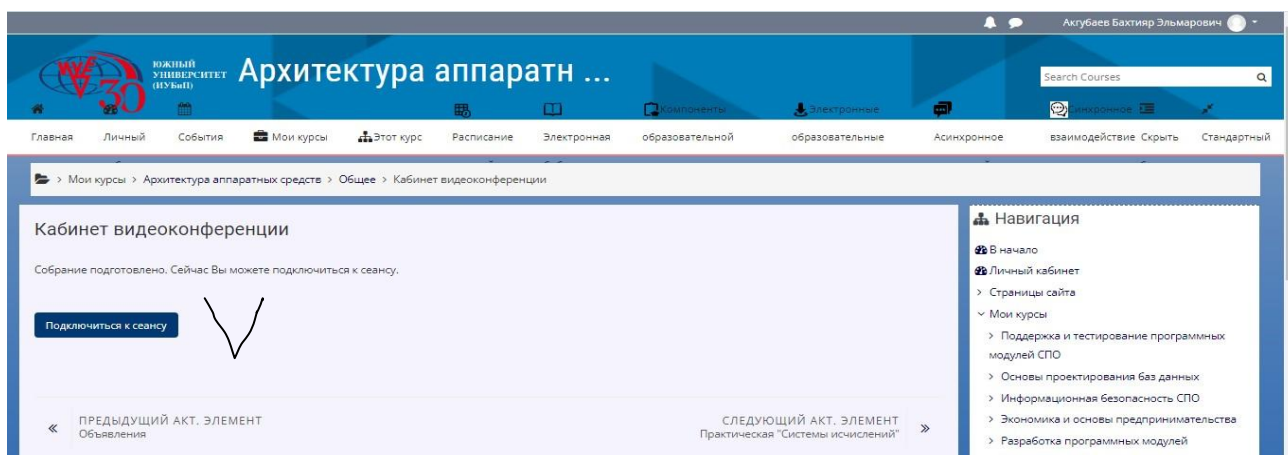 Акгубаев Бахтияр Эльмарович
ЮЖНЫЙ
УНИВЕРСИТЕТ
(ИУБиП)
30
Архитектура аппаратн ...
Search Courses
Компоненты
Электронные
Синхронное
Главная Личный События Мои курсы Этот курс Расписание Электронная образовательной образовательные Асинхронное взаимодействие Скрыть Стандартный
> Мои курсы > Архитектура аппаратных средств > Общее > Кабинет видеоконференции
Кабинет видеоконференции
Собрание подготовлено. Сейчас Вы можете подключиться к сеансу.
Подключиться к сеансу
« ПРЕДЫДУЩИЙ АКТ. ЭЛЕМЕНТ
Объявления
СЛЕДУЮЩИЙ АКТ. ЭЛЕМЕНТ »
Практическая "Системы исчислений"
Навигация
В начало
Личный кабинет
> Страницы сайта
Мои курсы
> Поддержка и тестирование программных
модулей СПО
> Основы проектирования баз данных
> Информационная безопасность СПО
> Экономика и основы предпринимательства
> Разработка программных модулей